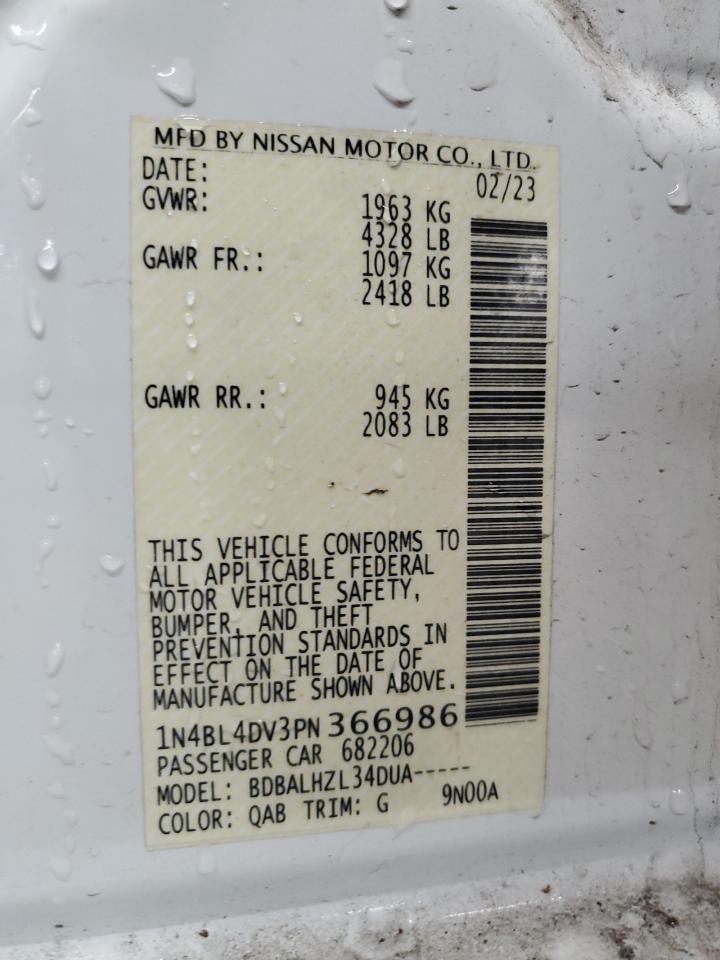 MFD BY NISSAN MOTOR CO., LTD.
DATE: 02/23
GVWR: 1963 KG
4328 LB
GAWR FR.: 1097 KG
2418 LB
GAWR RR.: 945 KG
2083 LB
THIS VEHICLE CONFORMS TO
ALL APPLICABLE FEDERAL
MOTOR VEHICLE SAFETY,
BUMPER, AND THEFT
PREVENTION STANDARDS IN
EFFECT ON THE DATE OF
MANUFACTURE SHOWN ABOVE.
1N4BL4DV3PN 366986
PASSENGER CAR 682206
MODEL: BDBALHZL34DUA-----
COLOR: QAB TRIM: G 9N00A